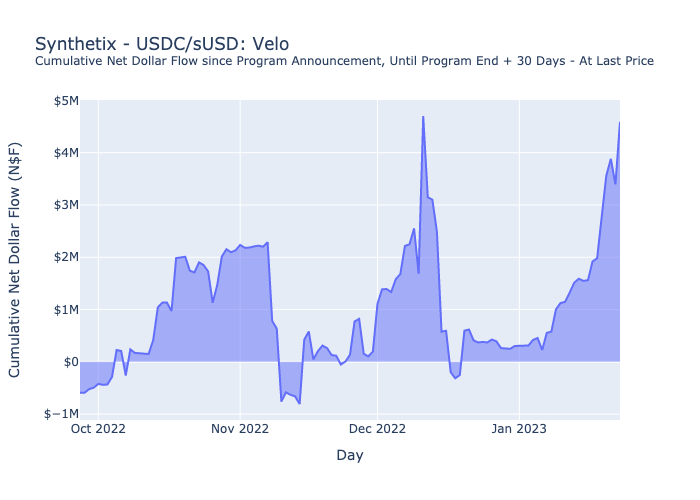 Synthetix - USDC/sUSD: Velo
Cumulative Net Dollar Flow since Program Announcement, Until Program End + 30 Days - At Last Price
$5M
$4M
$3M
$2M
$1M
$0
$−1M
Cumulative Net Dollar Flow (N$F)
Oct 2022
Nov 2022
Dec 2022
Jan 2023
Day